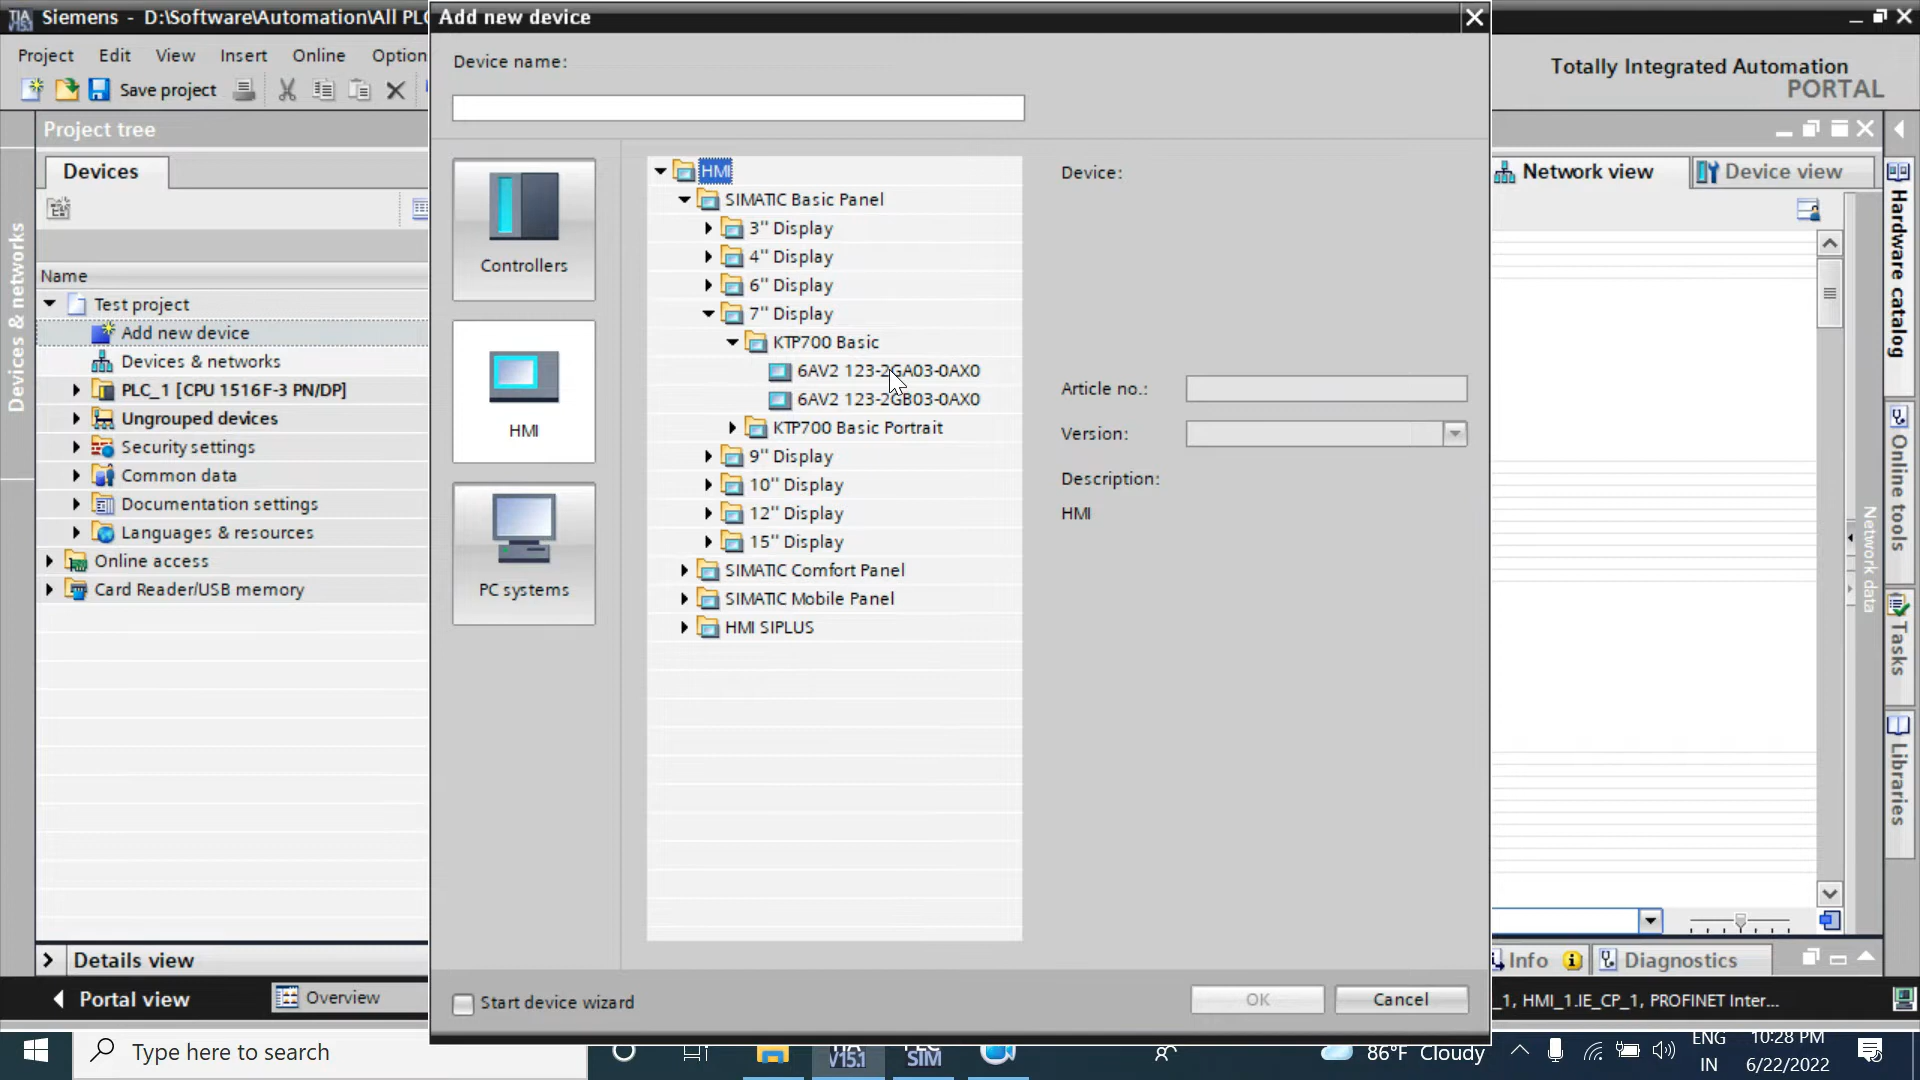 Siemens - D:\Software\Automation\All PLC
Add new device
Project Edit View Insert Online Option
Save project
Totally Integrated Automation
PORTAL
Project tree
Devices
Devices & networks
Name
Test project
Add new device
Devices & networks
PLC_1 [CPU 1516F-3 PN/DP]
Ungrouped devices
Security settings
Common data
Documentation settings
Languages & resources
Online access
Card Reader/USB memory
Details view
Portal view
Overview
Device name:
Controllers
HMI
PC systems
HMI
SIMATIC Basic Panel
3'' Display
4'' Display
6'' Display
7'' Display
KTP700 Basic
6AV2 123-2GA03-0AX0
6AV2 123-2GB03-0AX0
KTP700 Basic Portrait
9'' Display
10'' Display
12'' Display
15'' Display
SIMATIC Comfort Panel
SIMATIC Mobile Panel
HMI SIPLUS
Device:
Article no.:
Version:
Description:
HMI
Start device wizard
OK
Cancel
Network view
Device view
Network data
Hardware catalog
Online tools
Tasks
Libraries
Info
Diagnostics
_1, HMI_1.IE_CP_1, PROFINET Inter...
Type here to search
TIA V15.1
SIM
86°F Cloudy
ENG
IN
10:28 PM
6/22/2022